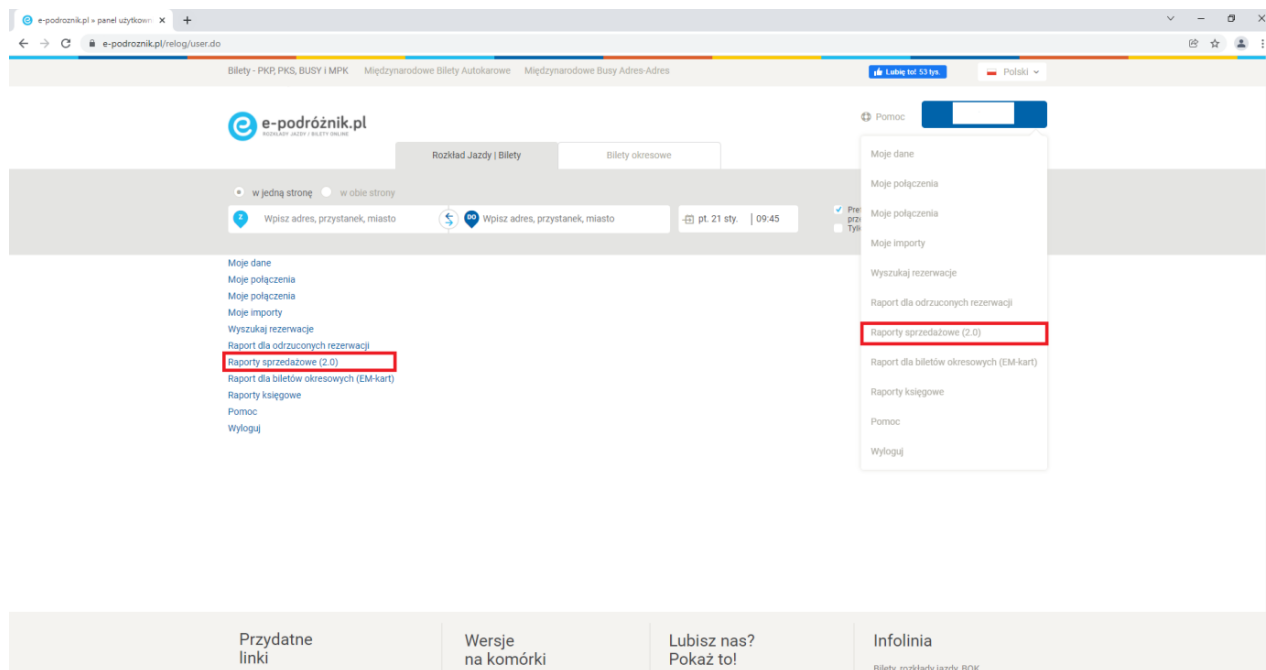 e-podroznik.pl » panel użytkown
e-podroznik.pl/relog/user.do
Bilety - PKP, PKS, BUSY i MPK Międzynarodowe Bilety Autokarowe Międzynarodowe Busy Adres-Adres
Lubię to! 53 tys.
Polski
e-podróżnik.pl
ROZKŁADY JAZDY I BILETY ONLINE
Pomoc
Rozkład Jazdy | Bilety
Bilety okresowe
w jedną stronę w obie strony
Z Wpisz adres, przystanek, miasto
DO Wpisz adres, przystanek, miasto
pt. 21 sty. | 09:45
Moje dane
Moje połączenia
Moje połączenia
Moje importy
Wyszukaj rezerwacje
Raport dla odrzuconych rezerwacji
Raporty sprzedażowe (2.0)
Raport dla biletów okresowych (EM-kart)
Raporty księgowe
Pomoc
Wyloguj
Moje dane
Moje połączenia
Moje połączenia
Moje importy
Wyszukaj rezerwacje
Raport dla odrzuconych rezerwacji
Raporty sprzedażowe (2.0)
Raport dla biletów okresowych (EM-kart)
Raporty księgowe
Pomoc
Wyloguj
Przydatne
linki
Wersje
na komórki
Lubisz nas?
Pokaż to!
Infolinia
Bilety, rozkłady jazdy, BOK